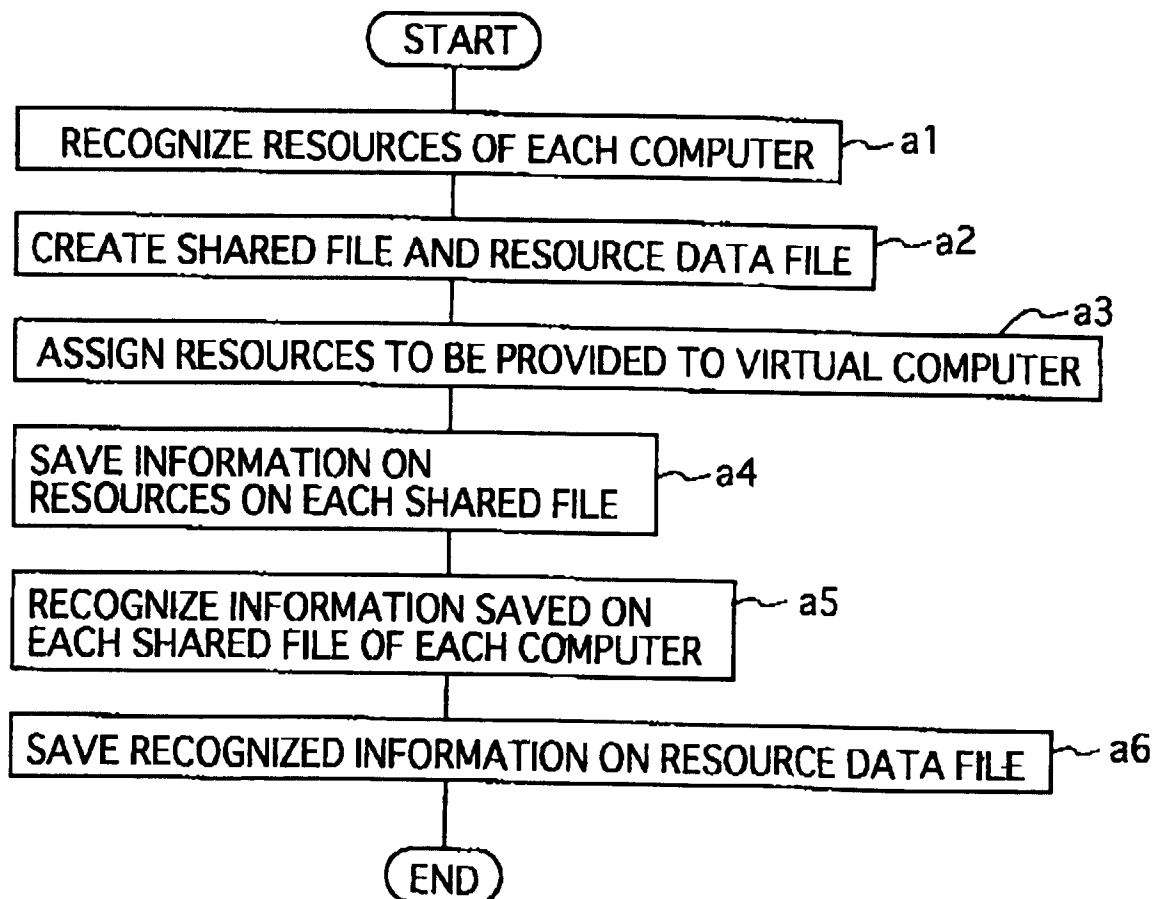 START
RECOGNIZE RESOURCES OF EACH COMPUTER
a1
CREATE SHARED FILE AND RESOURCE DATA FILE
a2
a3
ASSIGN RESOURCES TO BE PROVIDED TO VIRTUAL COMPUTER
SAVE INFORMATION ON
RESOURCES ON EACH SHARED FILE
a4
RECOGNIZE INFORMATION SAVED ON
EACH SHARED FILE OF EACH COMPUTER
a5
SAVE RECOGNIZED INFORMATION ON RESOURCE DATA FILE
a6
END